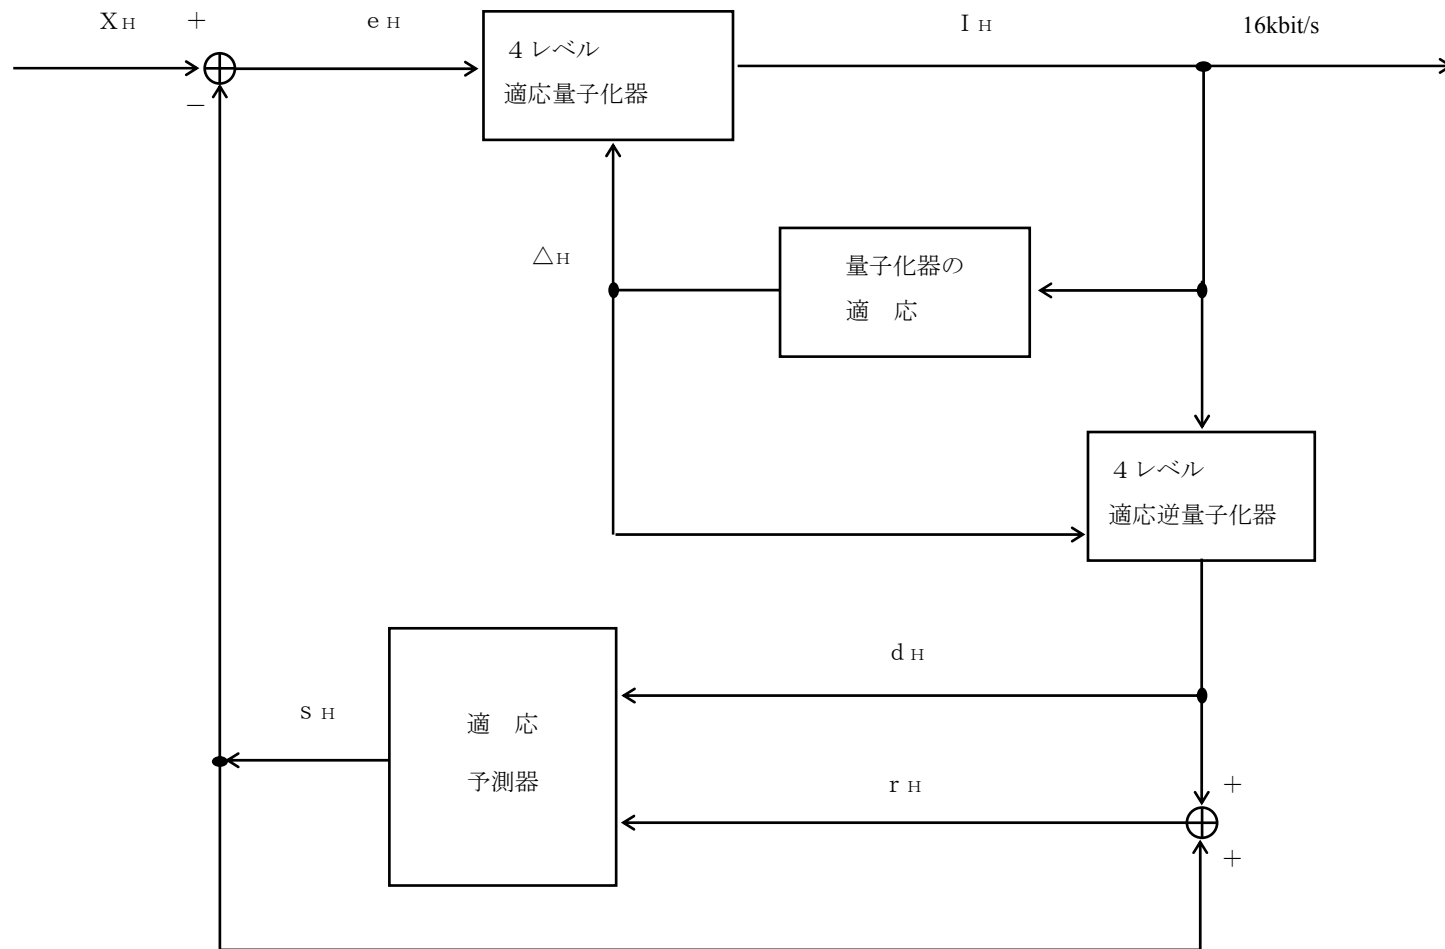 ＸH
＋
ｅH
ＩH
16kbit/s
４レベル
適応量子化器
－
△H
量子化器の
適　応
４レベル
適応逆量子化器
ｄH
ｓH
適　応
予測器
ｒH
＋
＋